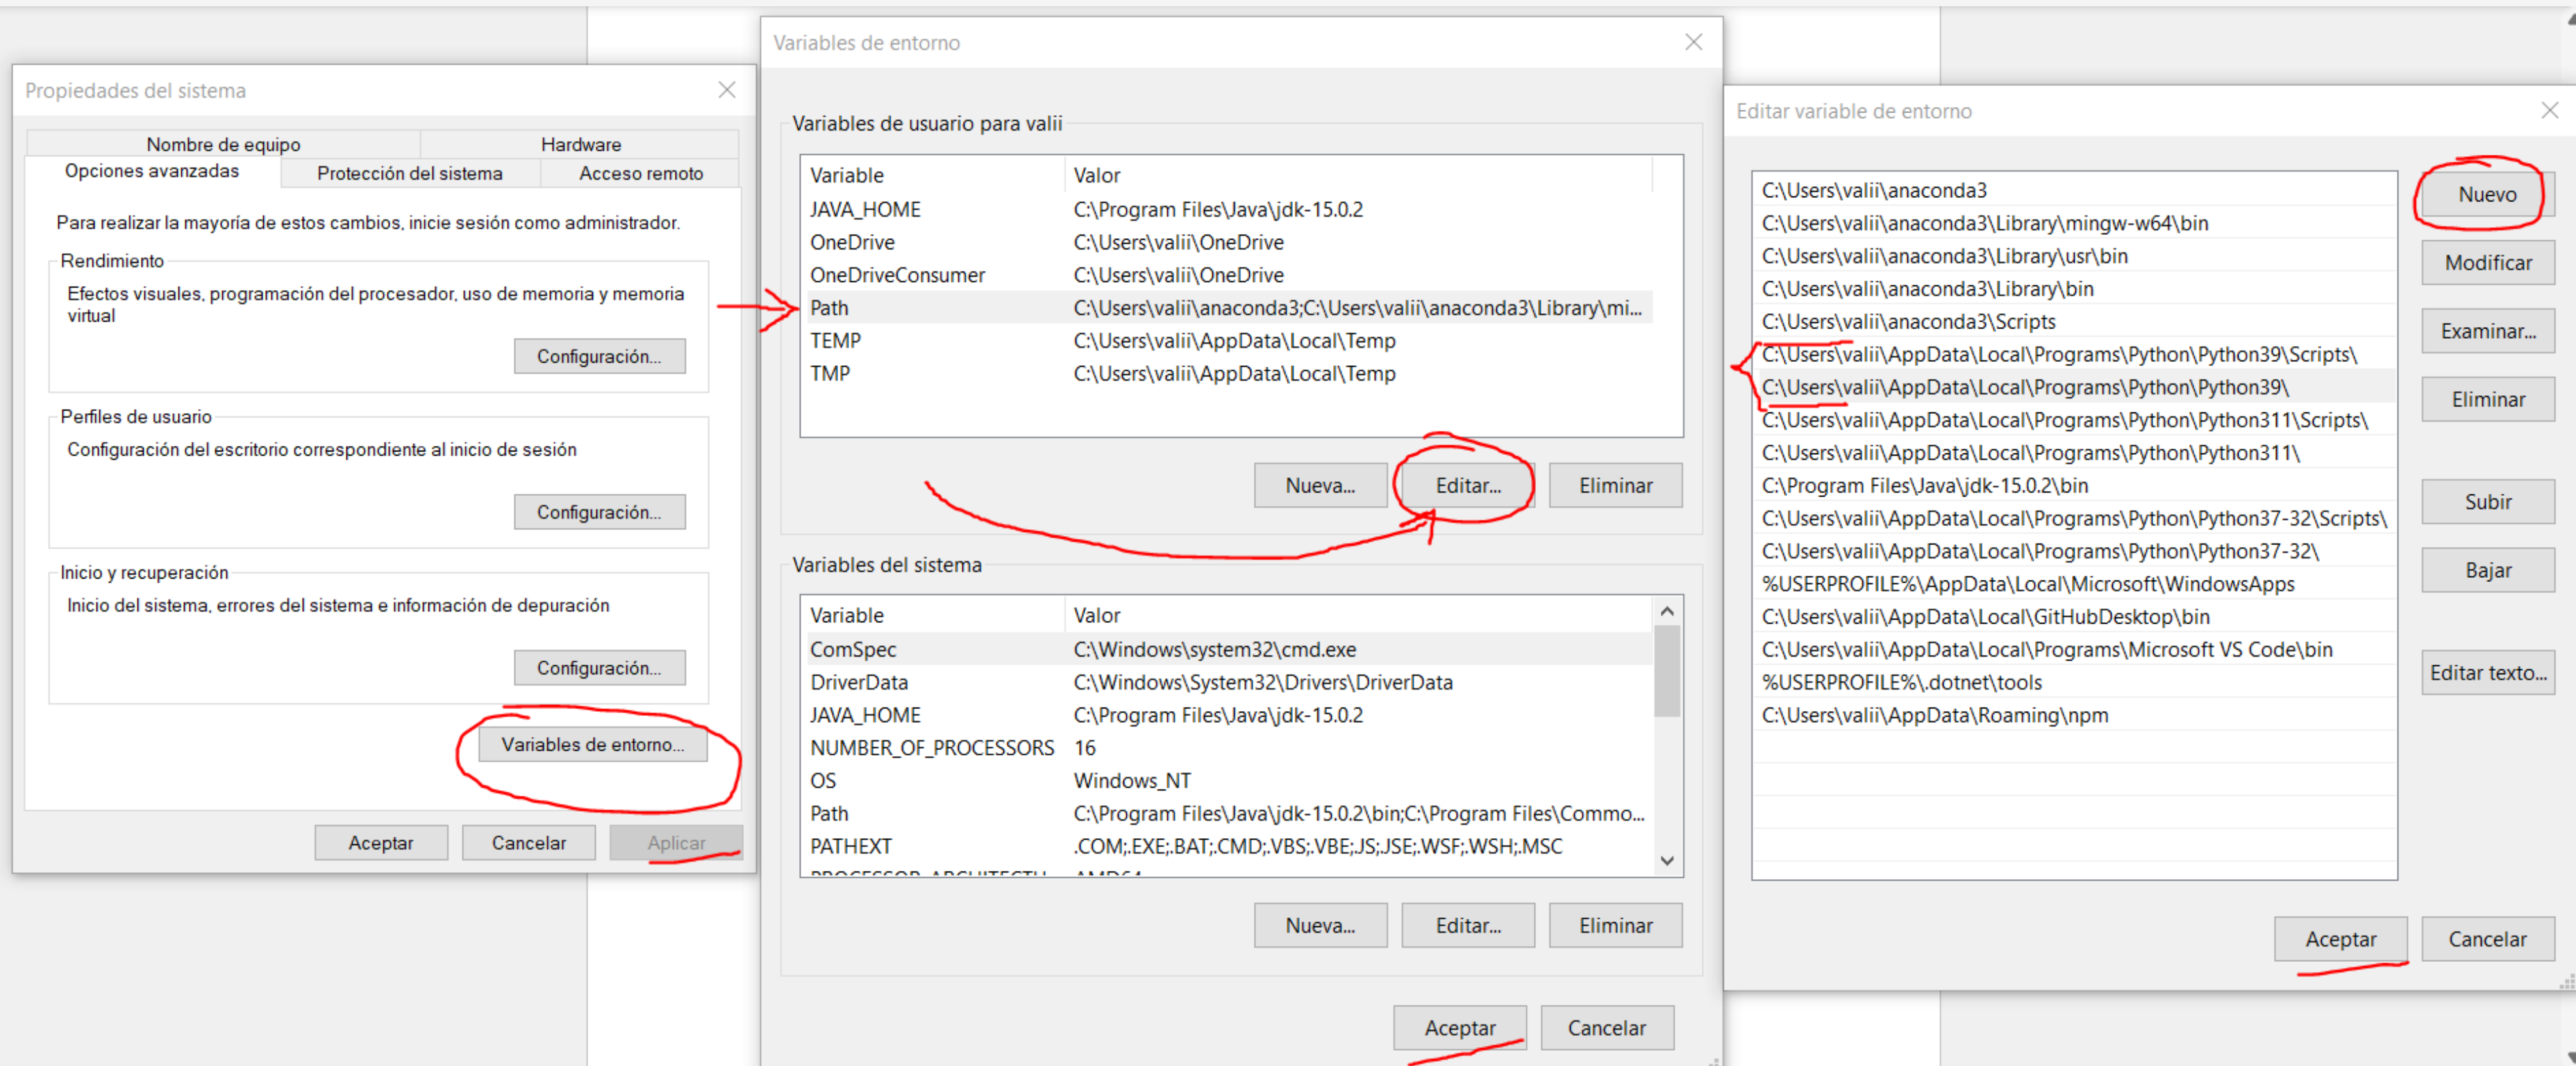 Propiedades del sistema
Nombre de equipo
Hardware
Opciones avanzadas
Protección del sistema
Acceso remoto
Para realizar la mayoría de estos cambios, inicie sesión como administrador.
Rendimiento
Efectos visuales, programación del procesador, uso de memoria y memoria
virtual
Configuración...
Perfiles de usuario
Configuración del escritorio correspondiente al inicio de sesión
Configuración...
Inicio y recuperación
Inicio del sistema, errores del sistema e información de depuración
Configuración...
Variables de entorno...
Aceptar
Cancelar
Aplicar
Variables de entorno
Variables de usuario para valii
Variable Valor
JAVA_HOME C:\Program Files\Java\jdk-15.0.2
OneDrive C:\Users\valii\OneDrive
OneDriveConsumer C:\Users\valii\OneDrive
Path C:\Users\valii\anaconda3;C:\Users\valii\anaconda3\Library\mi...
TEMP C:\Users\valii\AppData\Local\Temp
TMP C:\Users\valii\AppData\Local\Temp
Nueva...
Editar...
Eliminar
Variables del sistema
Variable Valor
ComSpec C:\Windows\system32\cmd.exe
DriverData C:\Windows\System32\Drivers\DriverData
JAVA_HOME C:\Program Files\Java\jdk-15.0.2
NUMBER_OF_PROCESSORS 16
OS Windows_NT
Path C:\Program Files\Java\jdk-15.0.2\bin;C:\Program Files\Commo...
PATHEXT .COM;.EXE;.BAT;.CMD;.VBS;.VBE;.JS;.JSE;.WSF;.WSH;.MSC
Nueva...
Editar...
Eliminar
Aceptar
Cancelar
Editar variable de entorno
C:\Users\valii\anaconda3
C:\Users\valii\anaconda3\Library\mingw-w64\bin
C:\Users\valii\anaconda3\Library\usr\bin
C:\Users\valii\anaconda3\Library\bin
C:\Users\valii\anaconda3\Scripts
C:\Users\valii\AppData\Local\Programs\Python\Python39\Scripts\
C:\Users\valii\AppData\Local\Programs\Python\Python39\
C:\Users\valii\AppData\Local\Programs\Python\Python311\Scripts\
C:\Users\valii\AppData\Local\Programs\Python\Python311\
C:\Program Files\Java\jdk-15.0.2\bin
C:\Users\valii\AppData\Local\Programs\Python\Python37-32\Scripts\
C:\Users\valii\AppData\Local\Programs\Python\Python37-32\
%USERPROFILE%\AppData\Local\Microsoft\WindowsApps
C:\Users\valii\AppData\Local\GitHubDesktop\bin
C:\Users\valii\AppData\Local\Programs\Microsoft VS Code\bin
%USERPROFILE%\.dotnet\tools
C:\Users\valii\AppData\Roaming\npm
Nuevo
Modificar
Examinar...
Eliminar
Subir
Bajar
Editar texto...
Aceptar
Cancelar